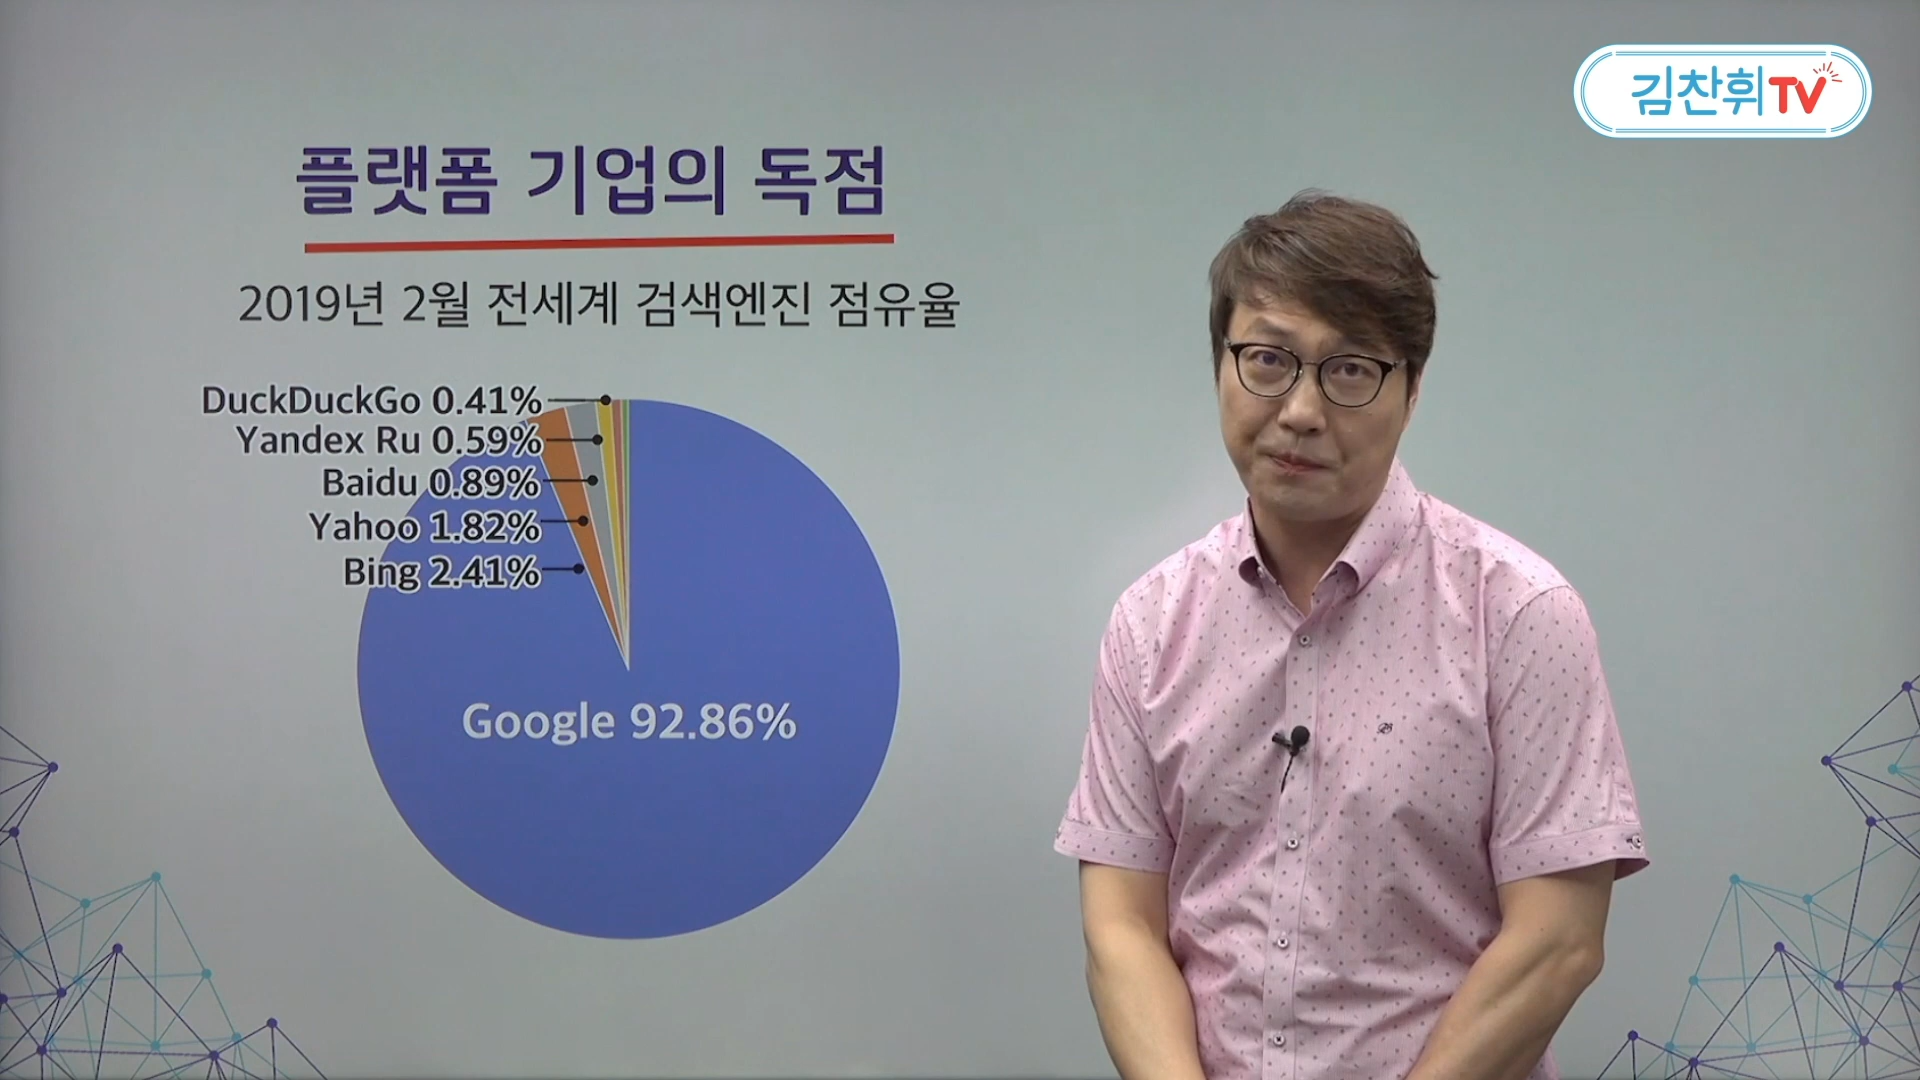 김찬휘TV
플랫폼 기업의 독점
2019년 2월 전세계 검색엔진 점유율
DuckDuckGo 0.41%
Yandex Ru 0.59%
Baidu 0.89%
Yahoo 1.82%
Bing 2.41%
Google 92.86%